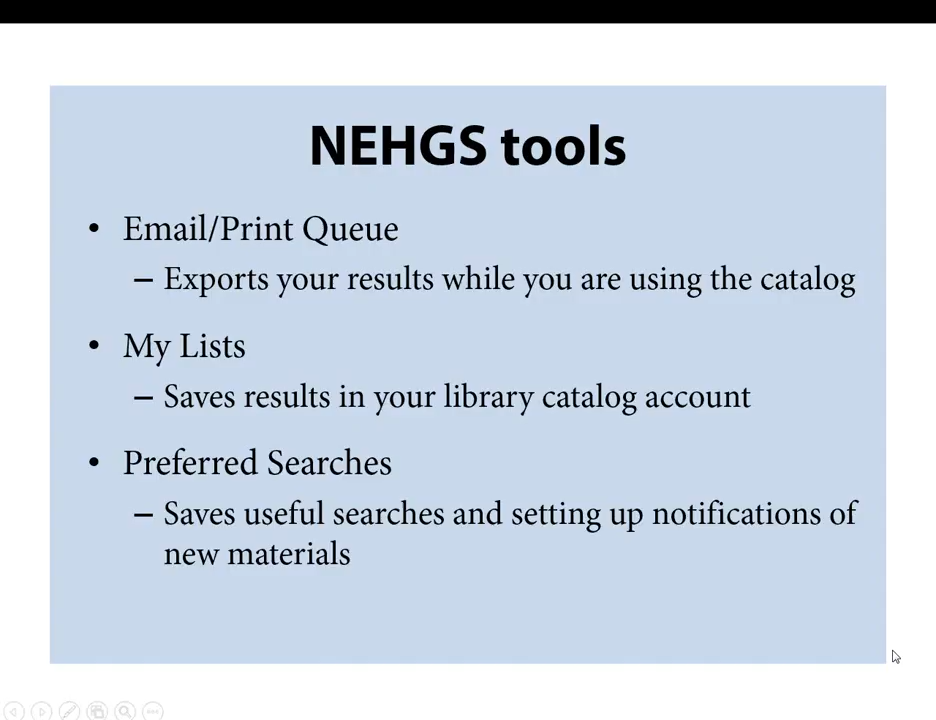 NEHGS tools
• Email/Print Queue
– Exports your results while you are using the catalog
• My Lists
– Saves results in your library catalog account
• Preferred Searches
– Saves useful searches and setting up notifications of
new materials